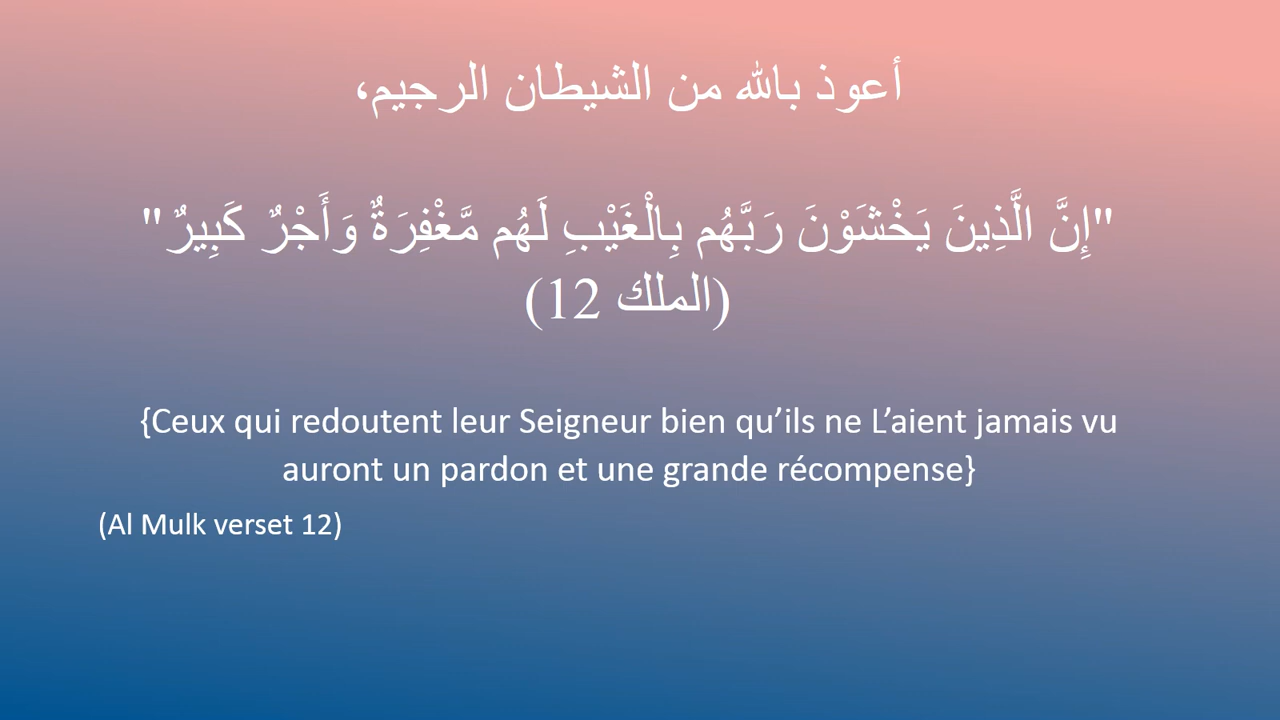 أعوذ بالله من الشيطان الرجيم،
"إِنَّ الَّذِينَ يَخْشَوْنَ رَبَّهُم بِالْغَيْبِ لَهُم مَّغْفِرَةٌ وَأَجْرٌ كَبِيرٌ"
(الملك 12)
{Ceux qui redoutent leur Seigneur bien qu’ils ne L’aient jamais vu
auront un pardon et une grande récompense}
(Al Mulk verset 12)